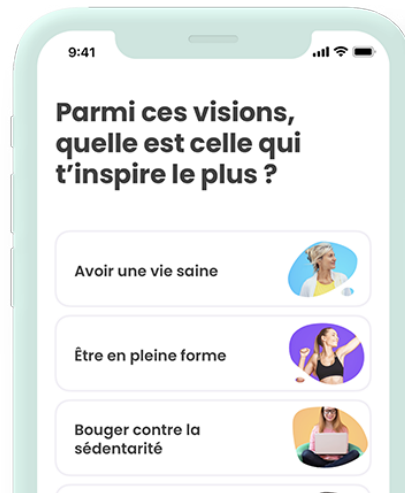 9:41
Parmi ces visions,
quelle est celle qui
t'inspire le plus ?
Avoir une vie saine
Être en pleine forme
Bouger contre la
sédentarité